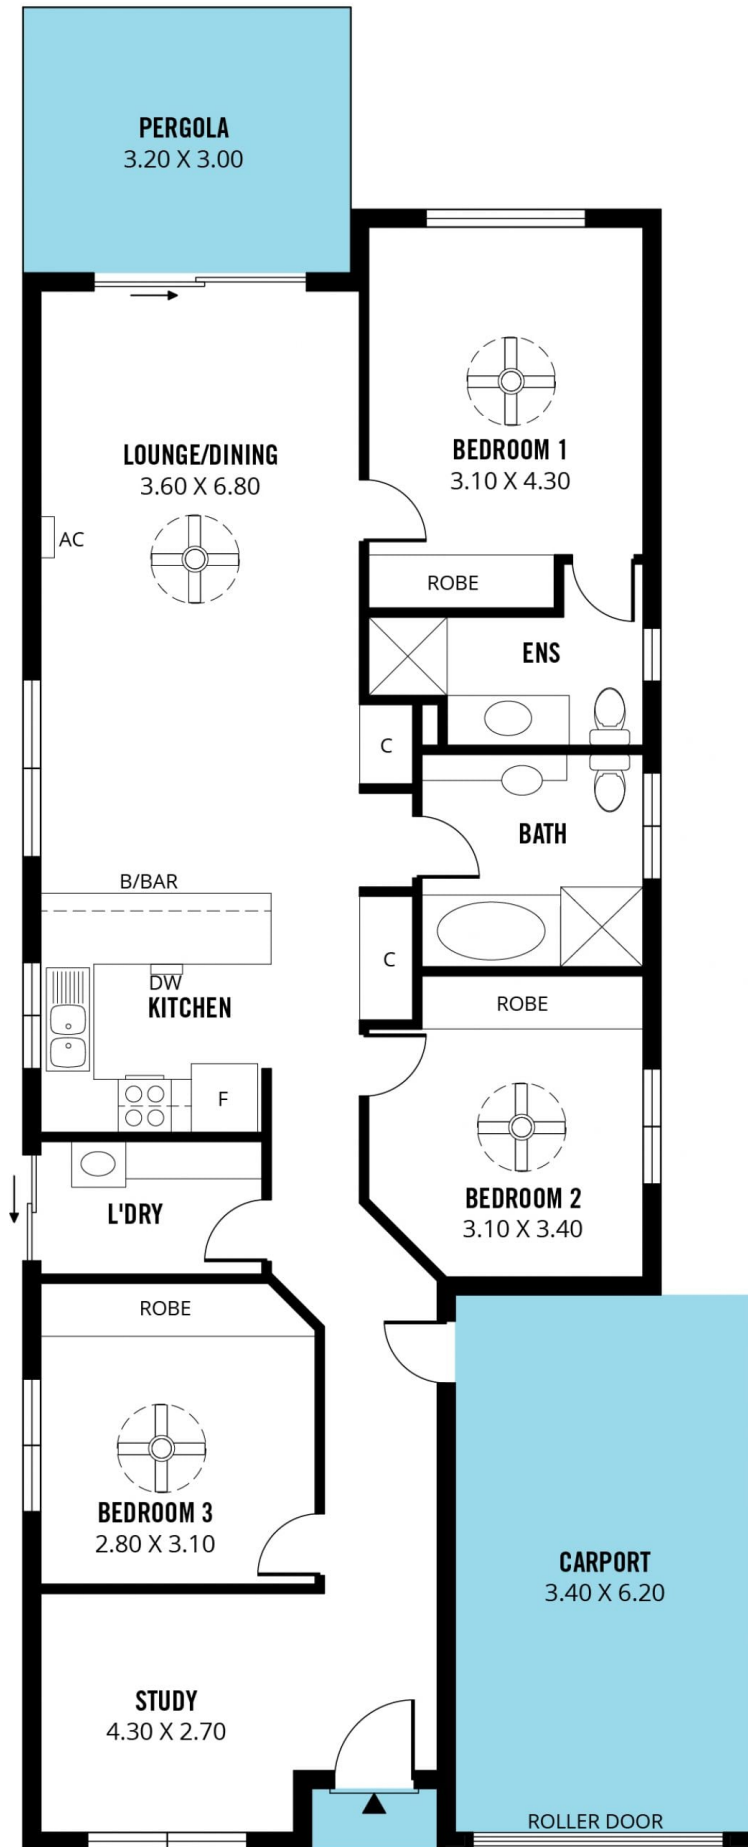 PERGOLA
3.20 X 3.00
LOUNGE/DINING
3.60 X 6.80
BEDROOM 1
3.10 X 4.30
AC
ROBE
ENS
C
BATH
B/BAR
C
DW
KITCHEN
ROBE
F
BEDROOM 2
3.10 X 3.40
L'DRY
ROBE
BEDROOM 3
2.80 X 3.10
CARPORT
3.40 X 6.20
STUDY
4.30 X 2.70
ROLLER DOOR